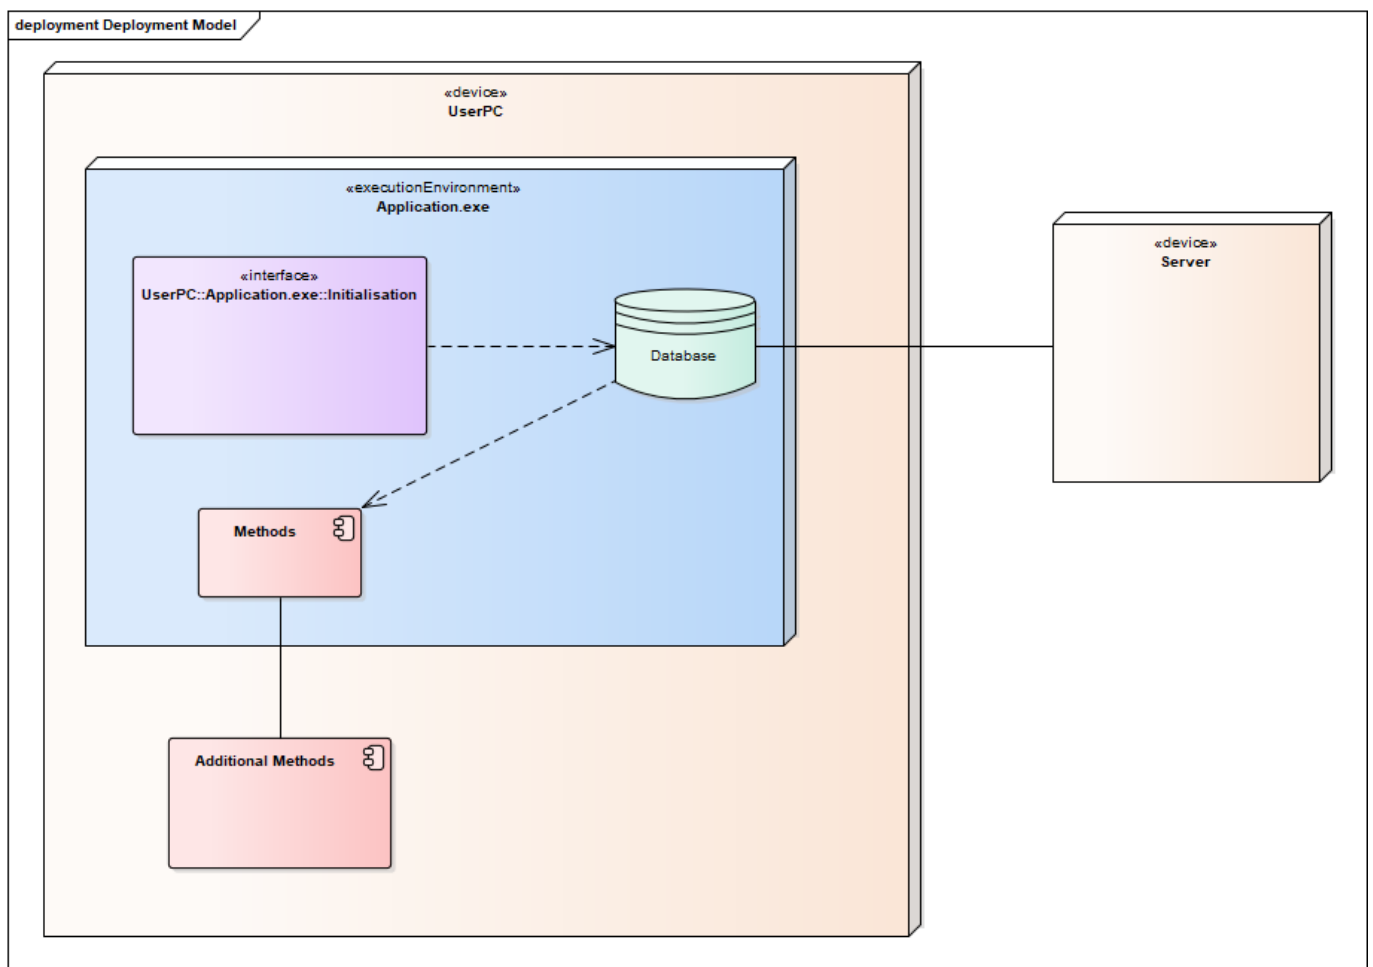 deployment Deployment Model
«device»
UserPC
«executionEnvironment»
Application.exe
«interface»
UserPC::Application.exe::Initialisation
Database
«device»
Server
Methods
Additional Methods